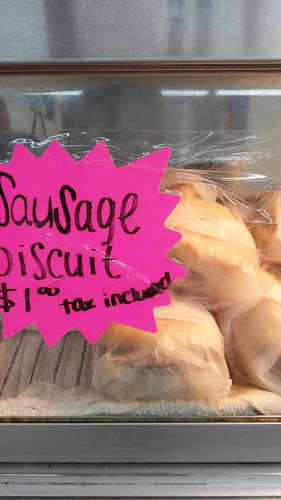 Sausage
biscuit
$1.00 tax included